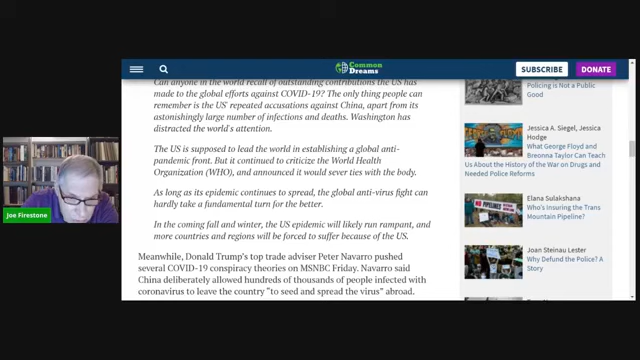 Common
Dreams
SUBSCRIBE
DONATE
Can anyone in the world recall of outstanding contributions the US has
made to the global efforts against COVID-19? The only thing people can
remember is the US' repeated accusations against China, apart from its
astonishingly large number of infections and deaths. Washington has
distracted the world's attention.
The US is supposed to lead the world in establishing a global anti-
pandemic front. But it continued to criticize the World Health
Organization (WHO), and announced it would sever ties with the body.
As long as its epidemic continues to spread, the global anti-virus fight can
hardly take a fundamental turn for the better.
In the coming fall and winter, the US epidemic will likely run rampant, and
more countries and regions will be forced to suffer because of the US.
Meanwhile, Donald Trump's top trade adviser Peter Navarro pushed
several COVID-19 conspiracy theories on MSNBC Friday. Navarro said
China deliberately allowed hundreds of thousands of people infected with
coronavirus to leave the country "to seed and spread the virus" abroad.
Policing is Not a Public
Good
Jessica A. Siegel, Jessica
Hodge
What George Floyd and
Breonna Taylor Can Teach
Us About the History of the War on Drugs and
Needed Police Reforms
Elena Sulakshana
Who's Insuring the Trans
Mountain Pipeline?
NO PIPELINES
Joan Steinau Lester
Why Defund the Police? A
Story
Joe Firestone